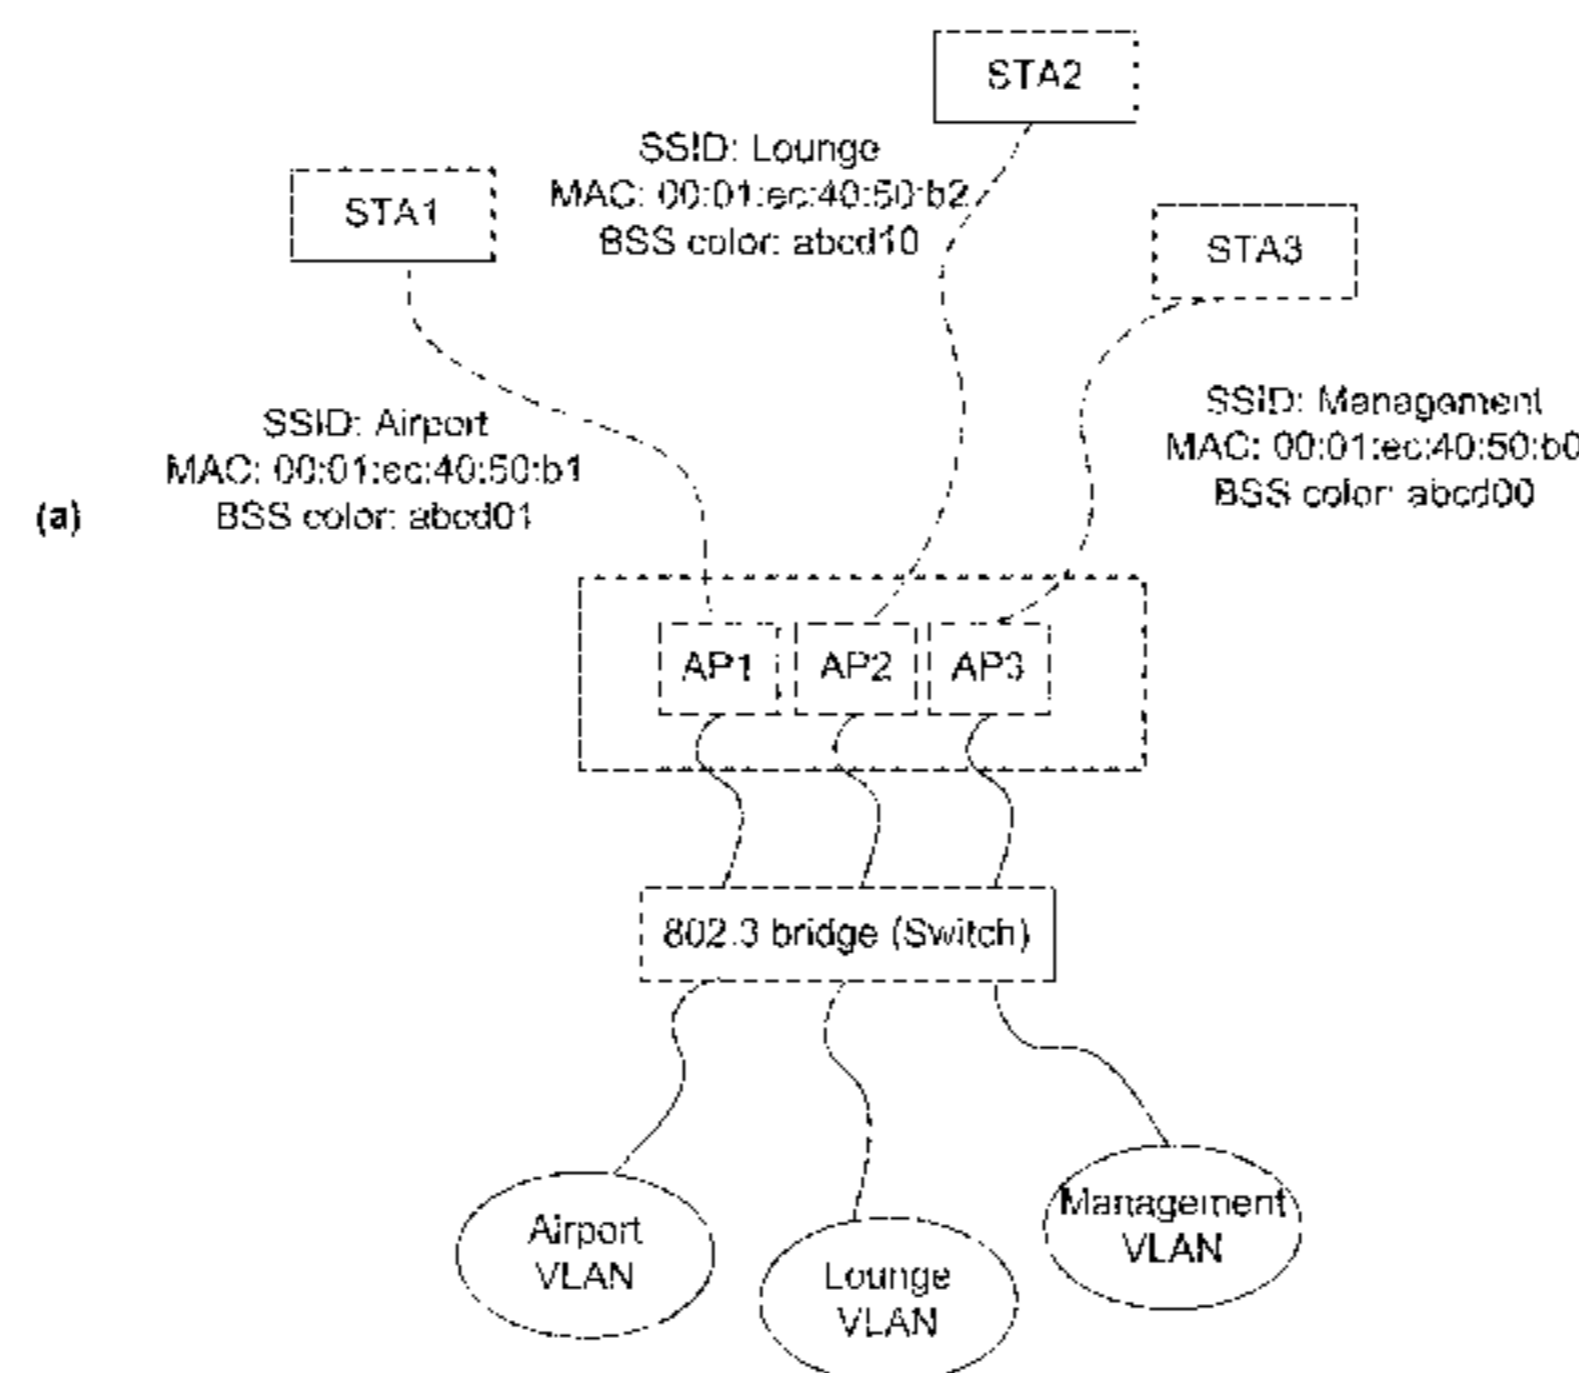 STA2
SSID: Lounge
MAC: 00:01:ec:40:50:b2
BSS color: abcd10
STA1
STA3
SSID: Airport
MAC: 00:01:ec:40:50:b1
BSS color: abcd01
SSID: Management
MAC: 00:01:ec:40:50:b0
BSS color: abcd00
(a)
AP1 AP2 AP3
802.3 bridge (Switch)
Airport
VLAN
Lounge
VLAN
Management
VLAN